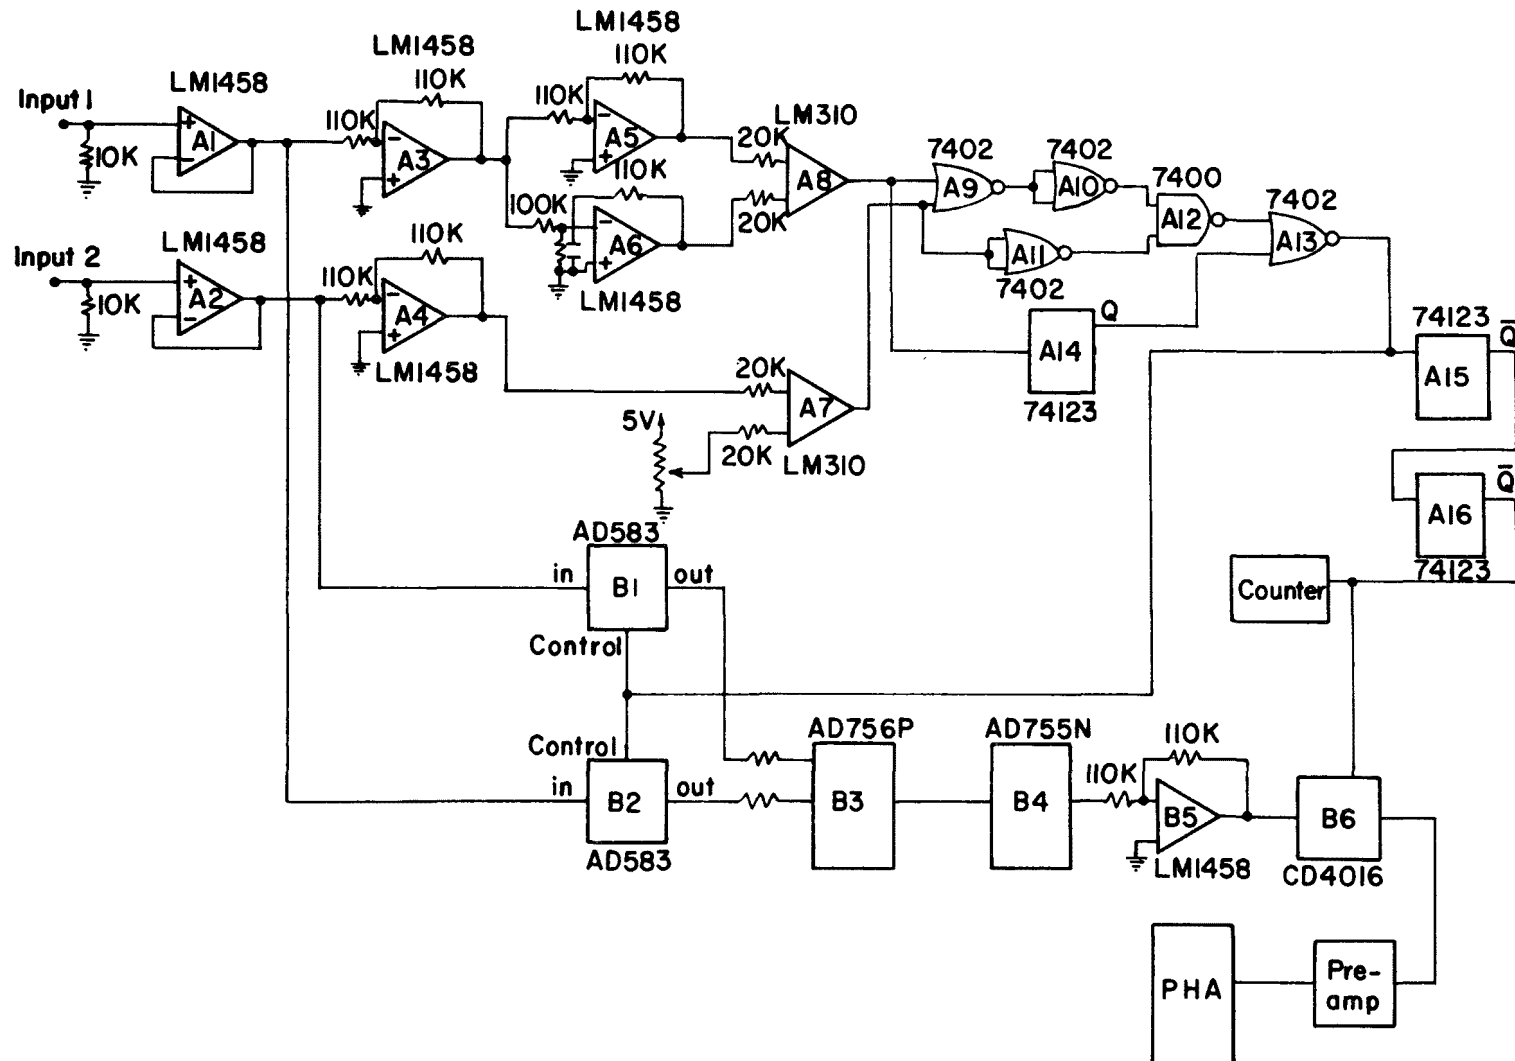 LM1458
LM1458
LM1458
Input 1
110K
110K
110K
110K
LM310
+
-
A1
10K
-
+
A3
-
+
A5
20K
20K
A8
7402
A9
7402
A10
7400
A12
7402
A13
110K
100K
-
+
A6
LM1458
LM1458
Input 2
110K
110K
+
-
A2
10K
-
+
A4
LM1458
A11
7402
Q
A14
74123
74123
Q̅
A15
20K
5V
20K
A7
LM310
Q̅
A16
74123
AD583
in
B1
out
Control
Counter
Control
in
B2
out
AD583
AD756P
B3
AD755N
B4
110K
110K
B5
LM1458
B6
CD4016
PHA
Pre-
amp